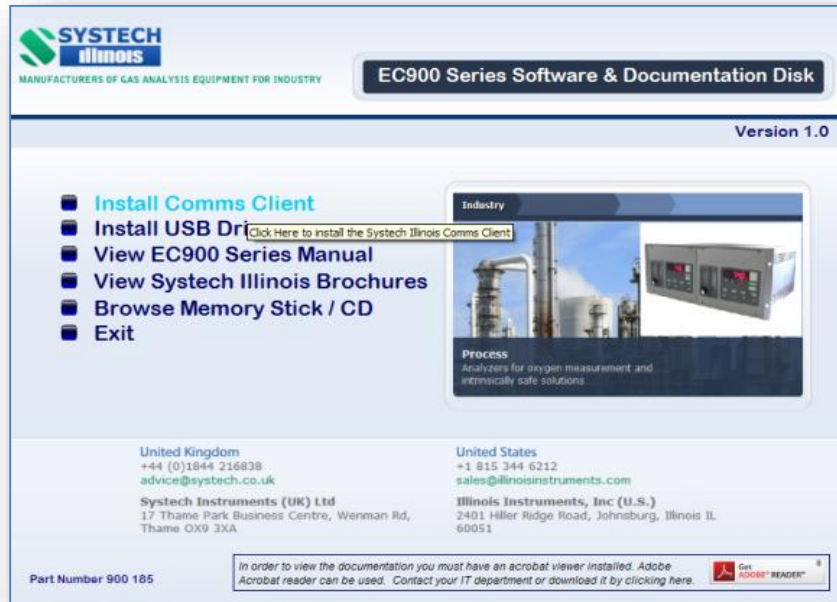 SYSTECH
Illinois
MANUFACTURERS OF GAS ANALYSIS EQUIPMENT FOR INDUSTRY
EC900 Series Software & Documentation Disk
Version 1.0
Install Comms Client
Install USB Dri
Click Here to install the Systech Illinois Comms Client
View EC900 Series Manual
View Systech Illinois Brochures
Browse Memory Stick / CD
Exit
Industry
Process
Analyzers for oxygen measurement and
intrinsically safe solutions
United Kingdom
+44 (0)1844 216838
advice@systech.co.uk
Systech Instruments (UK) Ltd
17 Thame Park Business Centre, Wenman Rd,
Thame OX9 3XA
United States
+1 815 344 6212
sales@illinoisinstruments.com
Illinois Instruments, Inc (U.S.)
2401 Hiller Ridge Road, Johnsburg, Illinois IL
60051
Part Number 900 185
In order to view the documentation you must have an acrobat viewer installed. Adobe
Acrobat reader can be used. Contact your IT department or download it by clicking here.
Get
ADOBE® READER®